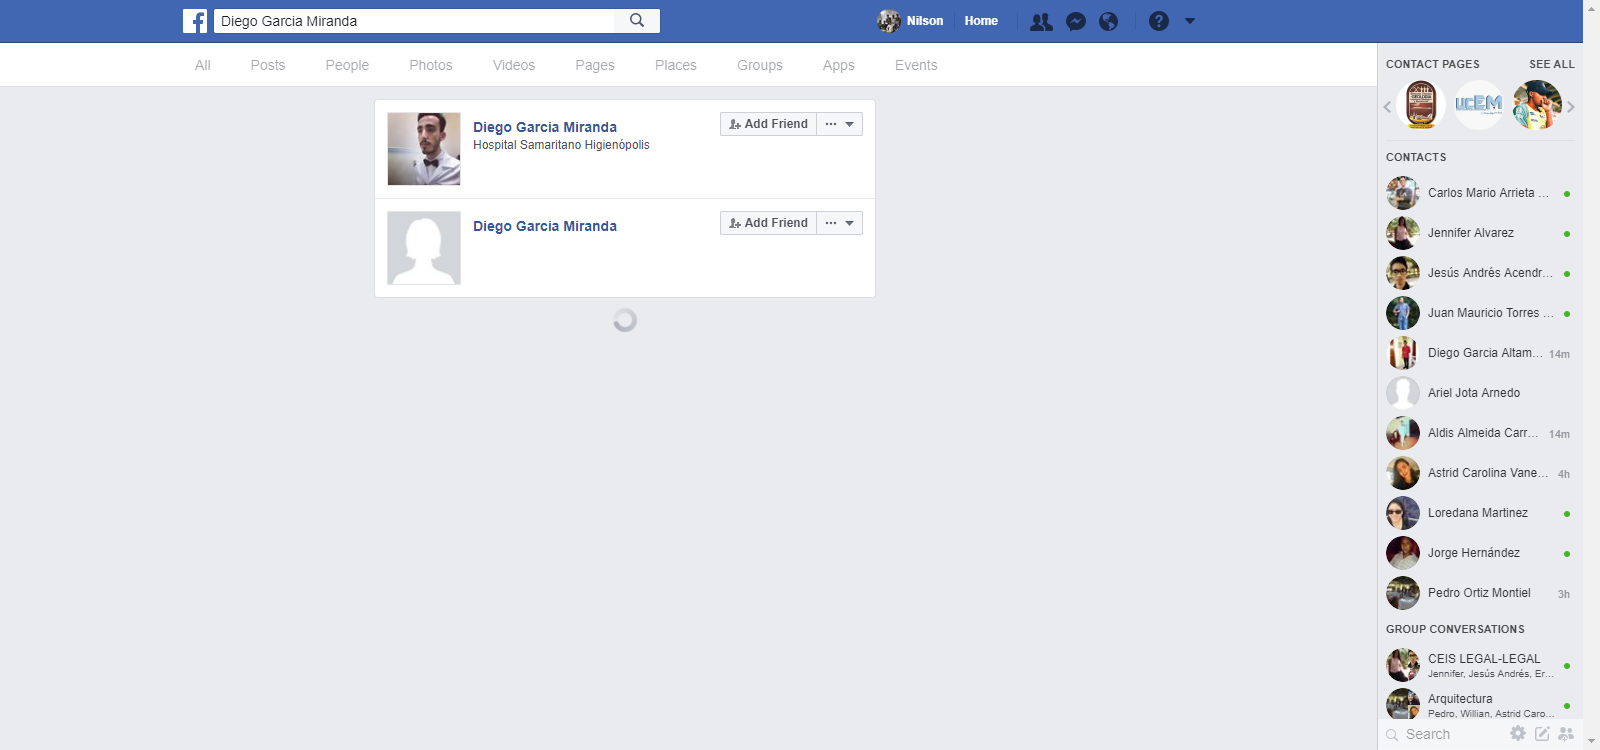 Diego Garcia Miranda
Nilson
Home
All
Posts
People
Photos
Videos
Pages
Places
Groups
Apps
Events
Diego Garcia Miranda
Hospital Samaritano Higienópolis
Add Friend
Diego Garcia Miranda
Add Friend
CONTACT PAGES
SEE ALL
UCEM
CONTACTS
Carlos Mario Arrieta ...
Jennifer Alvarez
Jesús Andrés Acendr...
Juan Mauricio Torres ...
Diego Garcia Altam...
14m
Ariel Jota Arnedo
Aldis Almeida Carr...
14m
Astrid Carolina Vane...
4h
Loredana Martinez
Jorge Hernández
Pedro Ortiz Montiel
3h
GROUP CONVERSATIONS
CEIS LEGAL-LEGAL
Jennifer, Jesús Andrés, Er...
Arquitectura
Pedro, Willian, Astrid Caro...
Search